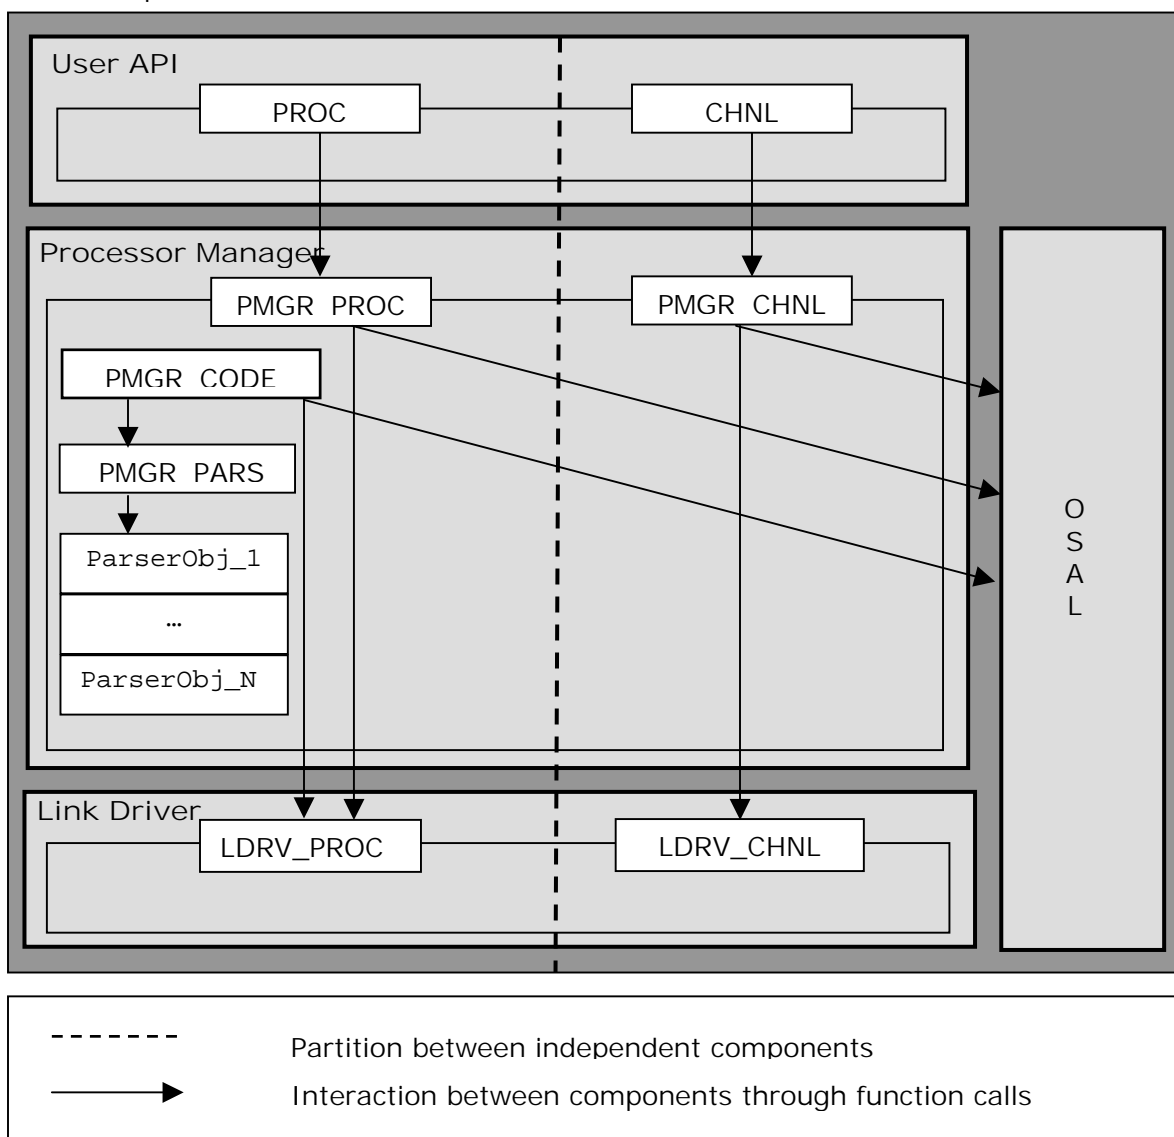 User API
PROC
CHNL
Processor Manager
PMGR PROC
PMGR CHNL
PMGR CODE
PMGR PARS
ParserObj_1
…
ParserObj_N
O
S
A
L
Link Driver
LDRV_PROC
LDRV_CHNL
Partition between independent components
Interaction between components through function calls